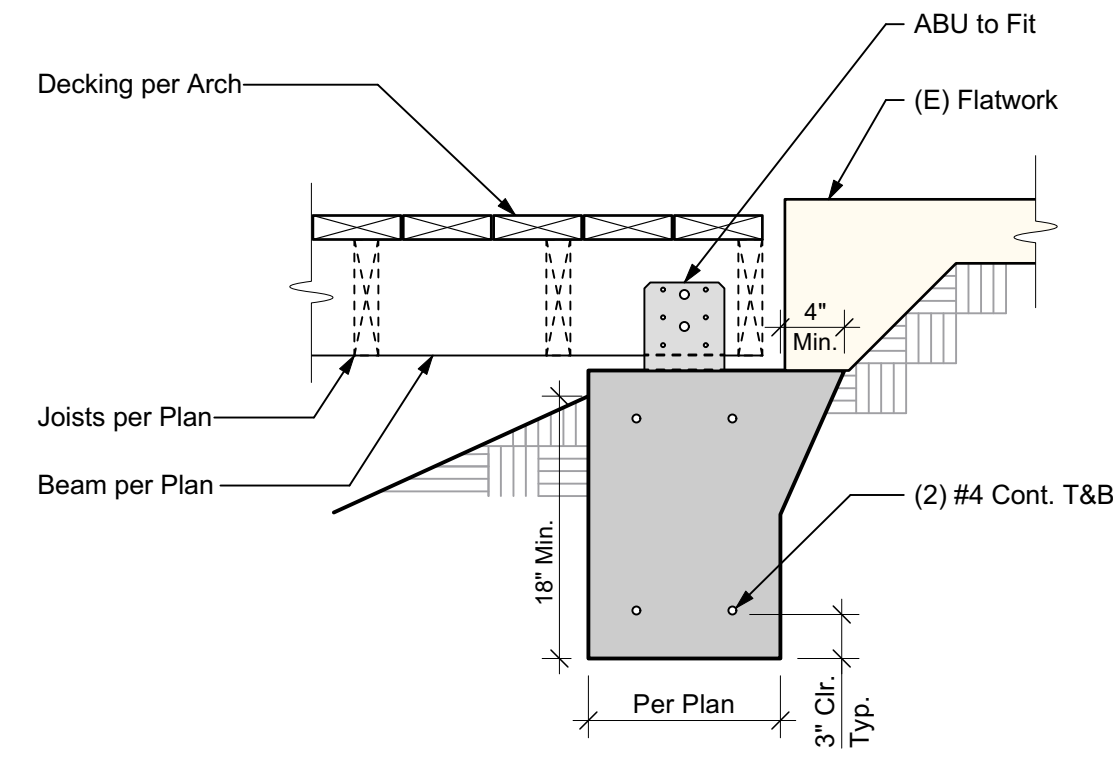 ABU to Fit
Decking per Arch
(E) Flatwork
4"
Min.
Joists per Plan
Beam per Plan
(2) #4 Cont. T&B
18" Min.
Per Plan
3" Clr.
Typ.